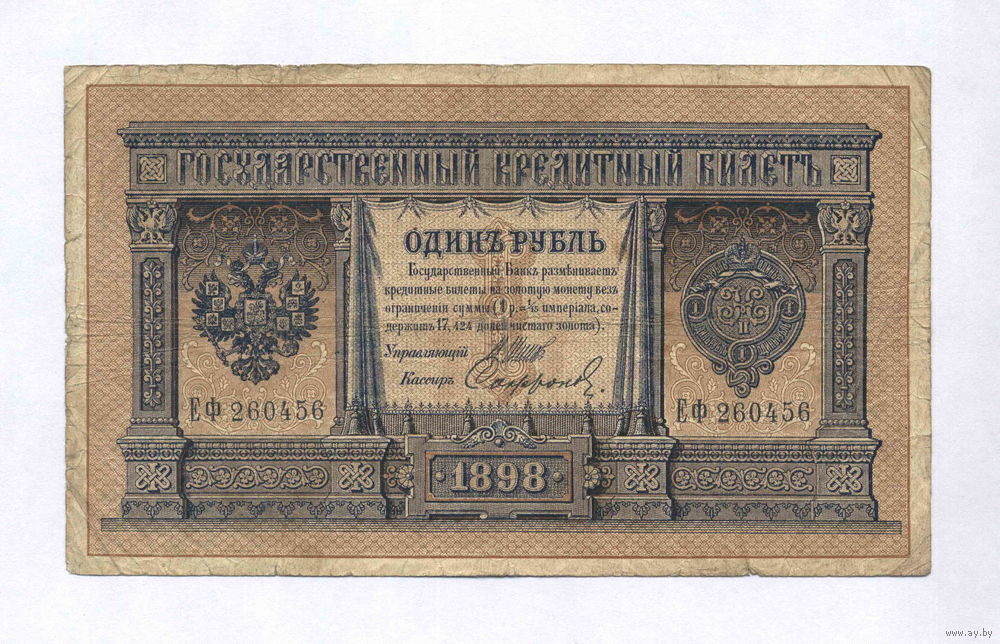 ГОСУДАРСТВЕННЫЙ КРЕДИТНЫЙ БИЛЕТЪ
ОДИНЪ РУБЛЬ
Государственный Банкъ размѣниваетъ
кредитные билеты на золотую монету безъ
ограниченія суммы (1 р. = 1/15 имперіала, со-
держитъ 17,424 долей чистаго золота).
Управляющій
Кассиръ Сафронов
ЕФ 260456
ЕФ 260456
1898
www.ay.by